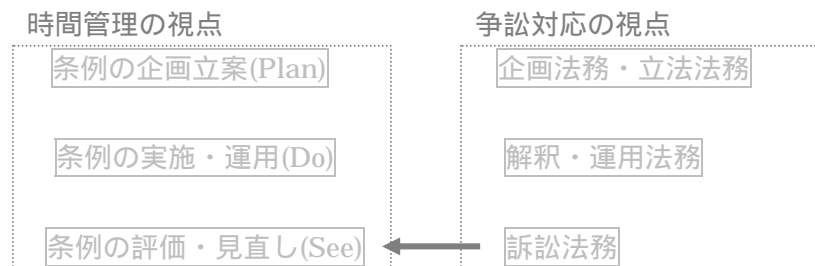 時間管理の視点
争訟対応の視点
条例の企画立案(Plan)
企画法務・立法法務
条例の実施・運用(Do)
解釈・運用法務
条例の評価・見直し(See)
訴訟法務